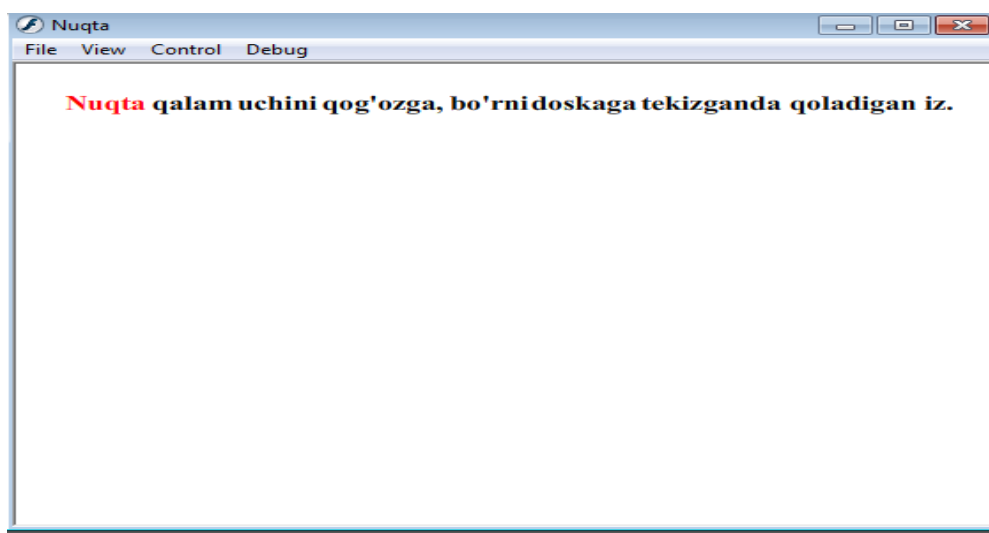 Nuqta
File View Control Debug
Nuqta qalam uchini qog'ozga, bo'rni doskaga tekizganda qoladigan iz.